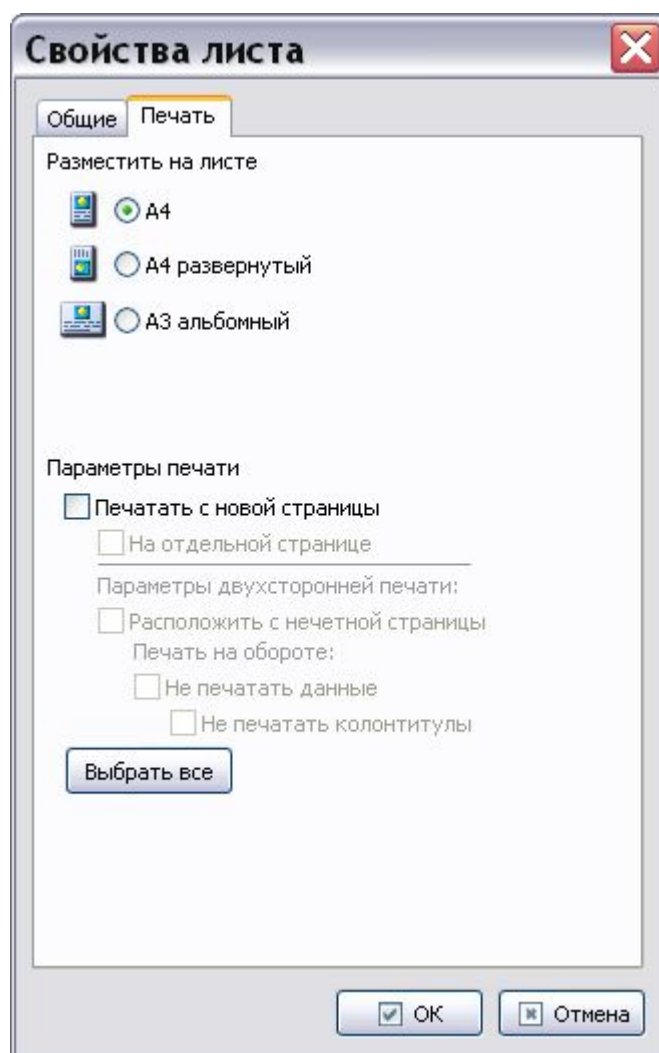 Свойства листа
Общие
Печать
Разместить на листе
А4
А4 развернутый
А3 альбомный
Параметры печати
Печатать с новой страницы
На отдельной странице
Параметры двухсторонней печати:
Расположить с нечетной страницы
Печать на обороте:
Не печатать данные
Не печатать колонтитулы
Выбрать все
ОК
Отмена